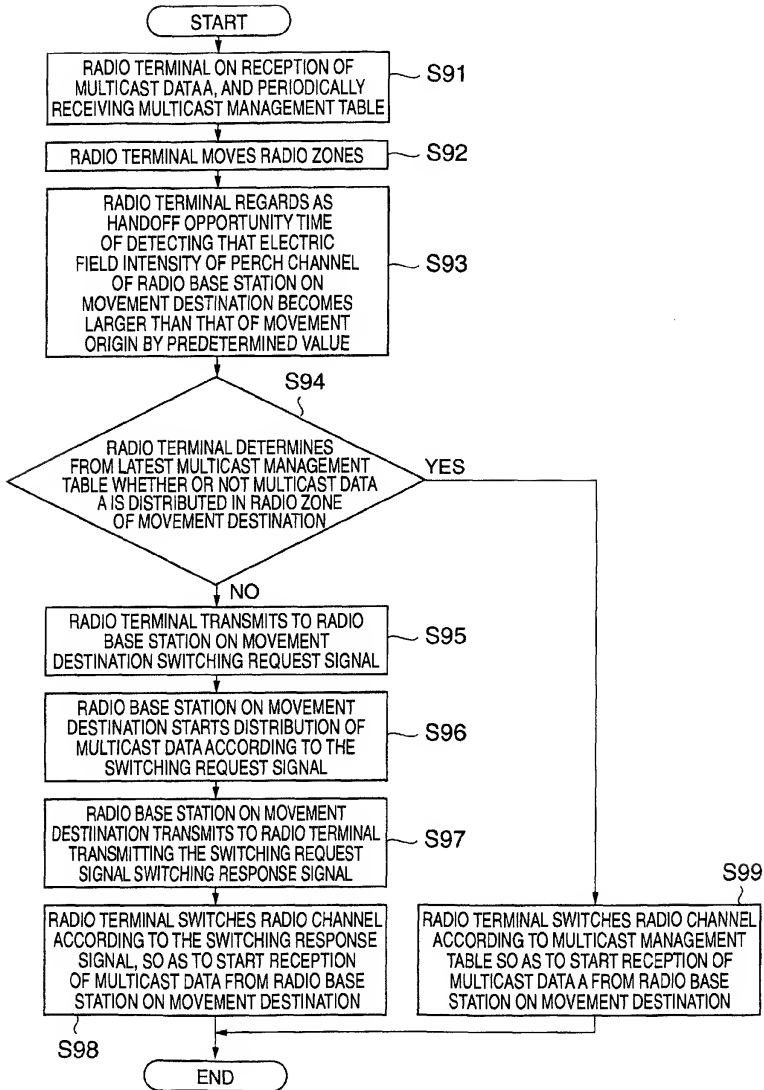 START
RADIO TERMINAL ON RECEPTION OF
MULTICAST DATA A, AND PERIODICALLY
RECEIVING MULTICAST MANAGEMENT TABLE
S91
RADIO TERMINAL MOVES RADIO ZONES
S92
RADIO TERMINAL REGARDS AS
HANDOFF OPPORTUNITY TIME
OF DETECTING THAT ELECTRIC
FIELD INTENSITY OF PERCH CHANNEL
OF RADIO BASE STATION ON
MOVEMENT DESTINATION BECOMES
LARGER THAN THAT OF MOVEMENT
ORIGIN BY PREDETERMINED VALUE
S93
S94
RADIO TERMINAL DETERMINES
FROM LATEST MULTICAST MANAGEMENT
TABLE WHETHER OR NOT MULTICAST DATA
A IS DISTRIBUTED IN RADIO ZONE
OF MOVEMENT DESTINATION
YES
NO
RADIO TERMINAL TRANSMITS TO RADIO
BASE STATION ON MOVEMENT
DESTINATION SWITCHING REQUEST SIGNAL
S95
RADIO BASE STATION ON MOVEMENT
DESTINATION STARTS DISTRIBUTION OF
MULTICAST DATA ACCORDING TO THE
SWITCHING REQUEST SIGNAL
S96
RADIO BASE STATION ON MOVEMENT
DESTIINATION TRANSMITS TO RADIO TERMINAL
TRANSMITTING THE SWITCHING REQUEST
SIGNAL SWITCHING RESPONSE SIGNAL
S97
RADIO TERMINAL SWITCHES RADIO CHANNEL
ACCORDING TO THE SWITCHING RESPONSE
SIGNAL, SO AS TO START RECEPTION
OF MULTICAST DATA FROM RADIO BASE
STATION ON MOVEMENT DESTINATION
S98
S99
RADIO TERMINAL SWITCHES RADIO CHANNEL
ACCORDING TO MULTICAST MANAGEMENT
TABLE SO AS TO START RECEPTION OF
MULTICAST DATA A FROM RADIO BASE
STATION ON MOVEMENT DESTINATION
END